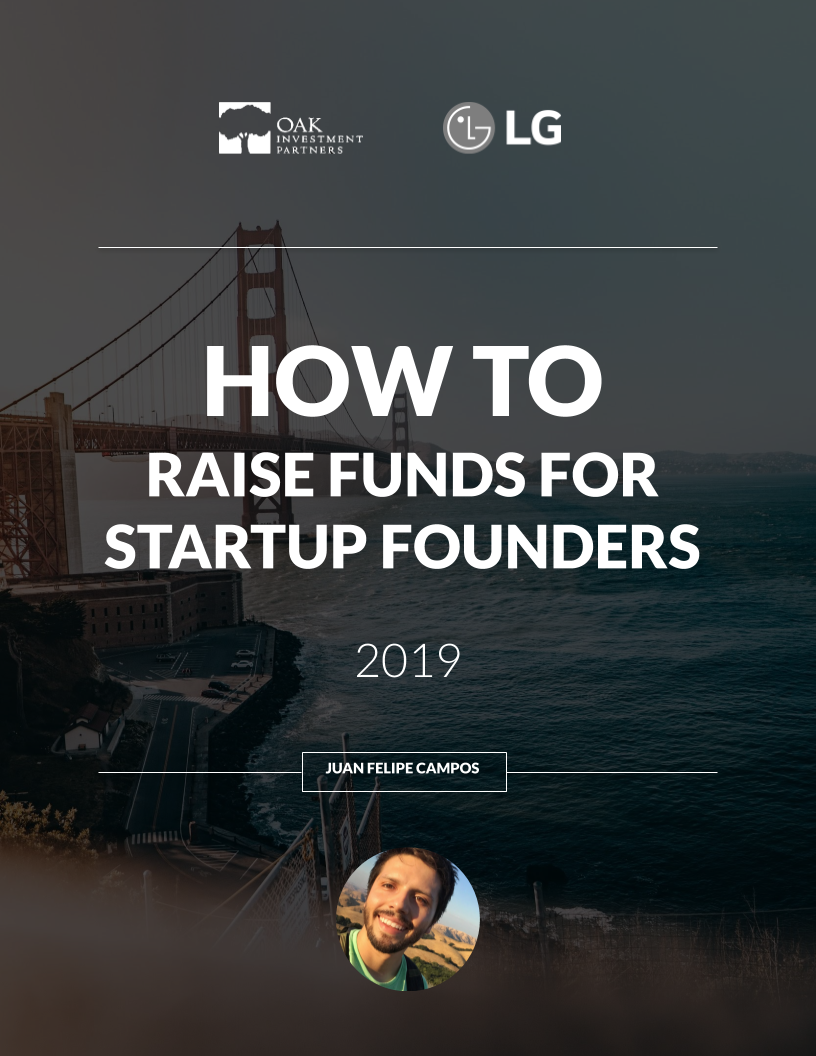 OAK
INVESTMENT
PARTNERS
LG
HOW TO
RAISE FUNDS FOR
STARTUP FOUNDERS
2019
JUAN FELIPE CAMPOS